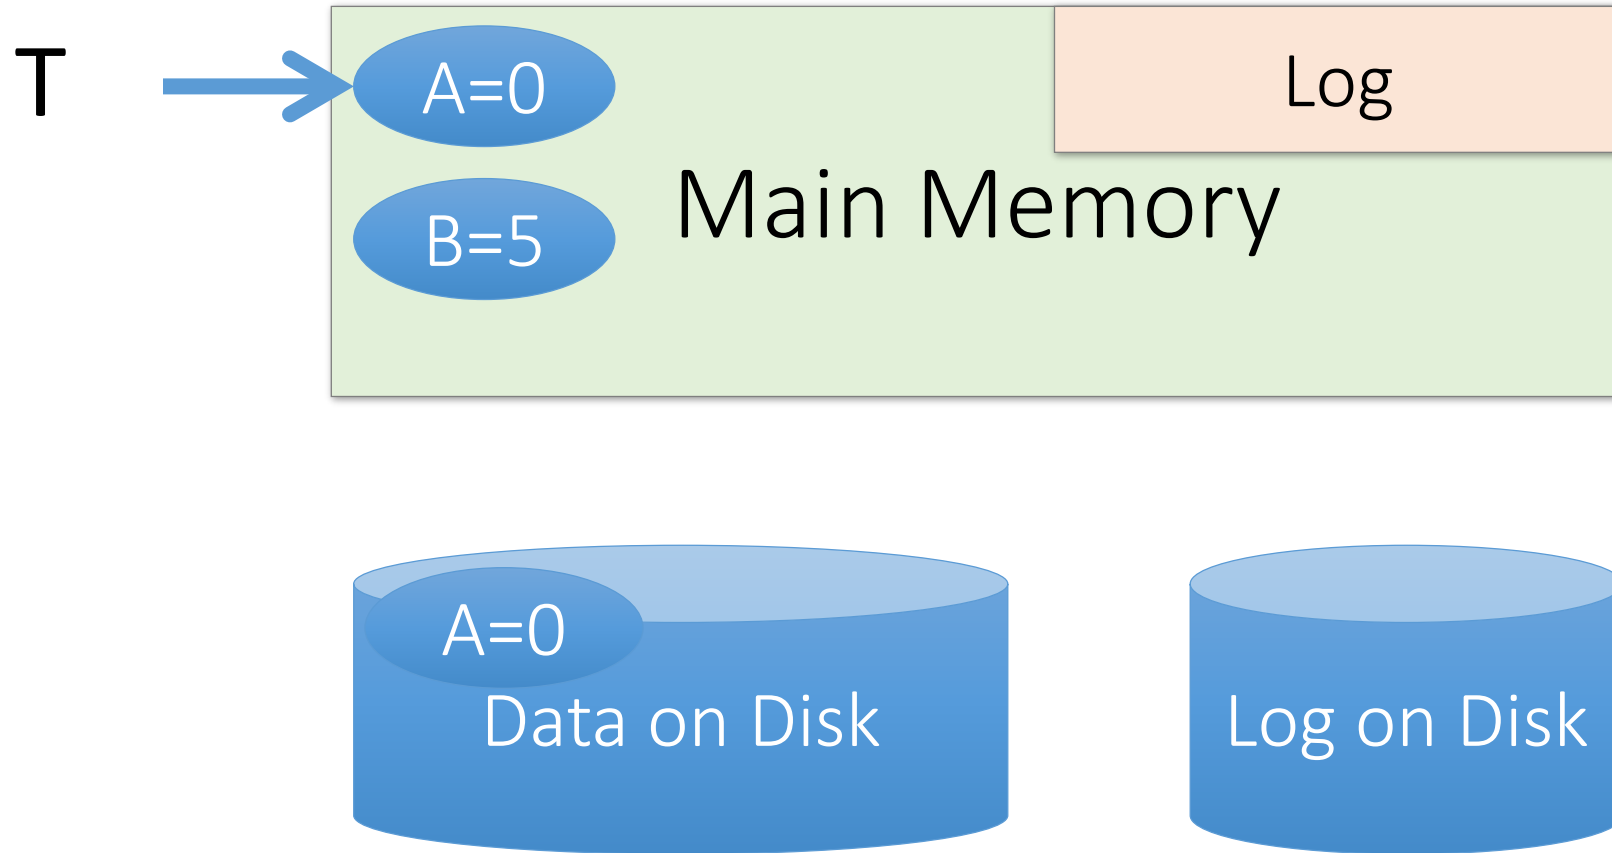 T
A=0
Log
Main Memory
B=5
A=0
Data on Disk
Log on Disk